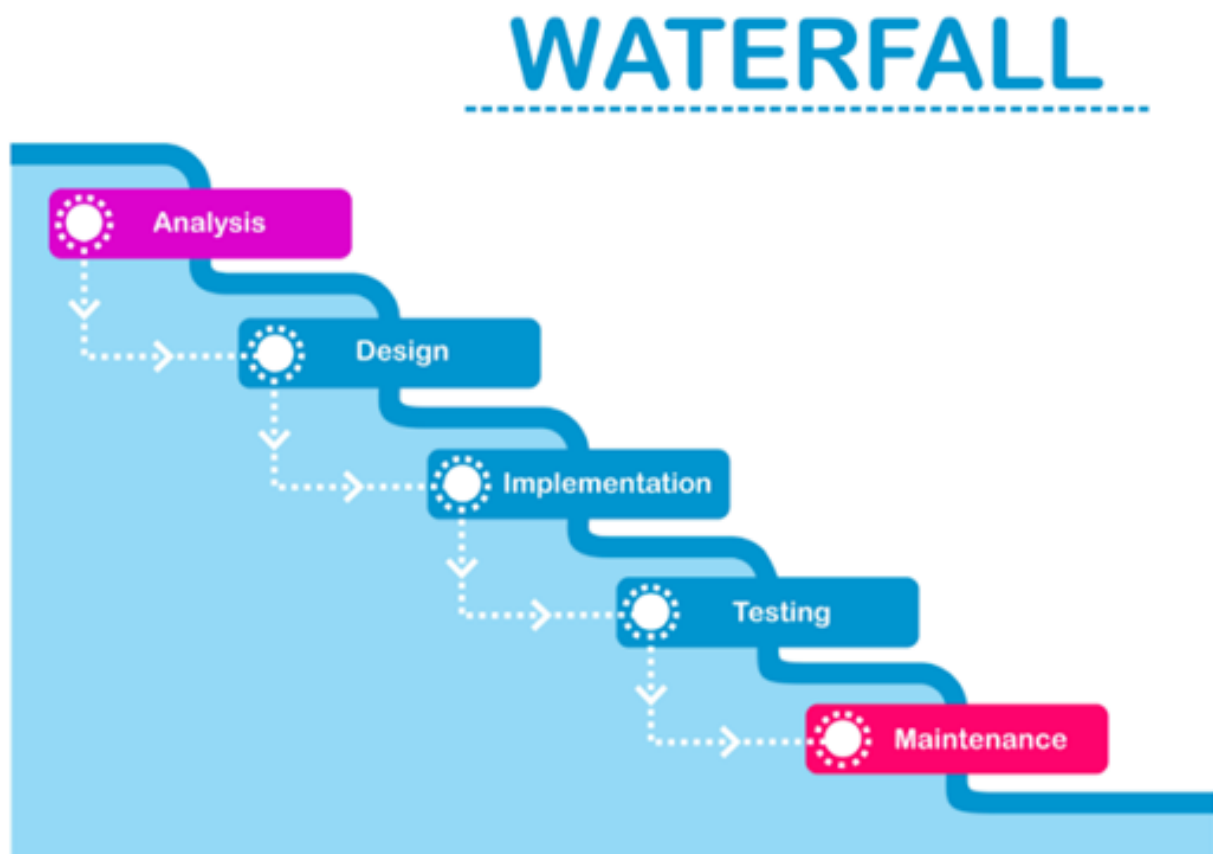 WATERFALL
Analysis
Design
Implementation
Testing
Maintenance